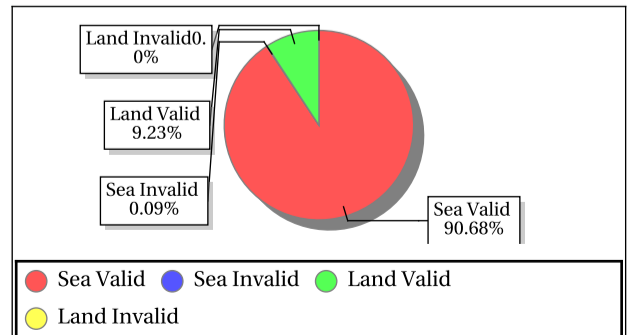 Land Invalid0.
0%
Land Valid
9.23%
Sea Invalid
0.09%
Sea Valid
90.68%
Sea Valid Sea Invalid Land Valid
Land Invalid